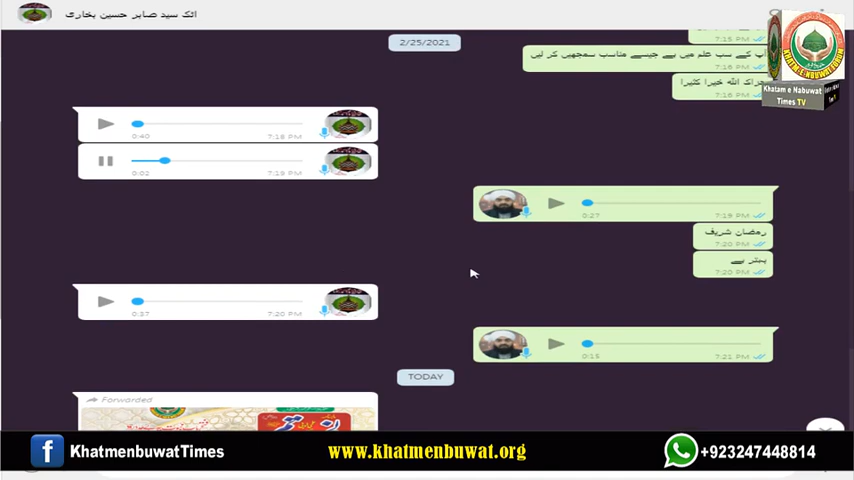 اٹک سید صابر حسین بخاری
KHATM-E-NUBUWAT FORUM
Khatam e Nabuwat
Times TV
2/25/2021
7:15 PM
آپ کے سب علم میں ہے جیسے مناسب سمجھیں کر لیں
7:16 PM
جزاک اللہ خیرا کثیرا
7:16 PM
0:40
7:18 PM
0:02
7:19 PM
0:27
7:19 PM
رمضان شریف
7:20 PM
بہتر ہے
7:20 PM
0:37
7:20 PM
0:15
7:21 PM
TODAY
Forwarded
KhatmenbuwatTimes
www.khatmenbuwat.org
+923247448814